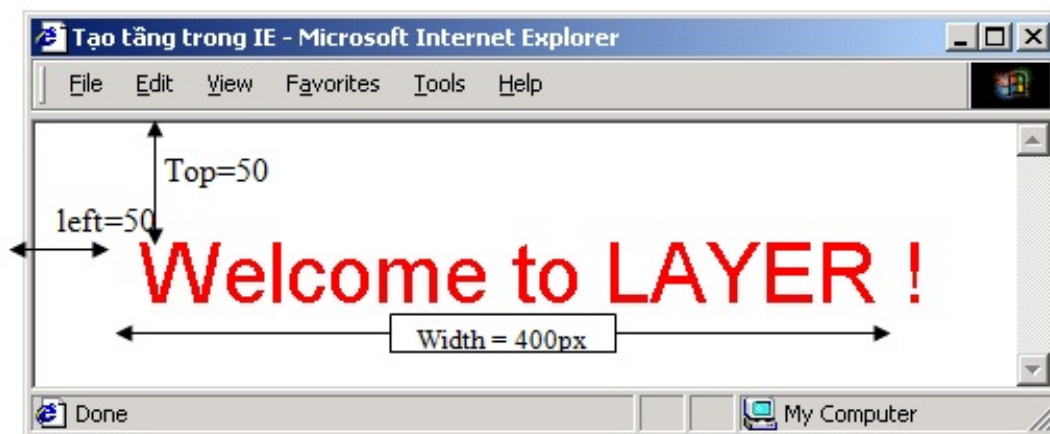 Tạo tầng trong IE - Microsoft Internet Explorer
File Edit View Favorites Tools Help
Top=50
left=50
Welcome to LAYER !
Width = 400px
Done My Computer